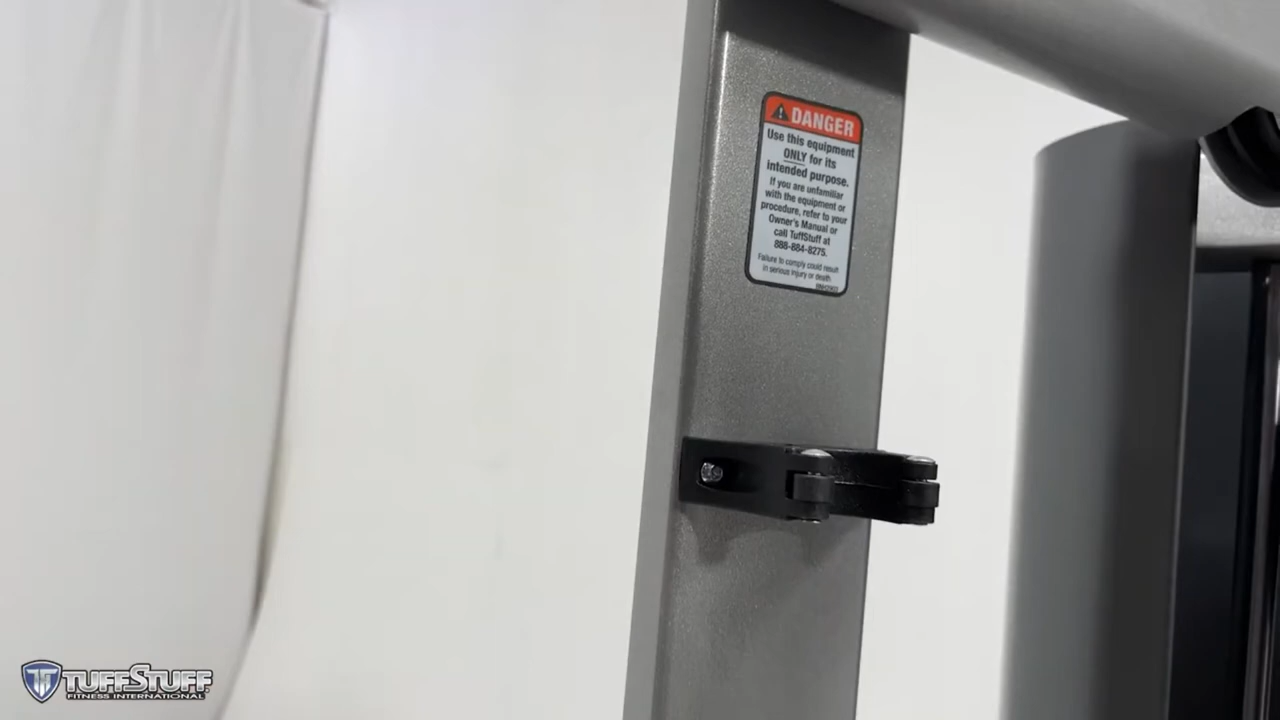 DANGER
Use this equipment
ONLY for its
intended purpose.
If you are unfamiliar
with the equipment or
procedure, refer to your
Owner's Manual or
call TuffStuff at
888-884-8275.
Failure to comply could result
in serious injury or death.
TUFFSTUFF
FITNESS INTERNATIONAL